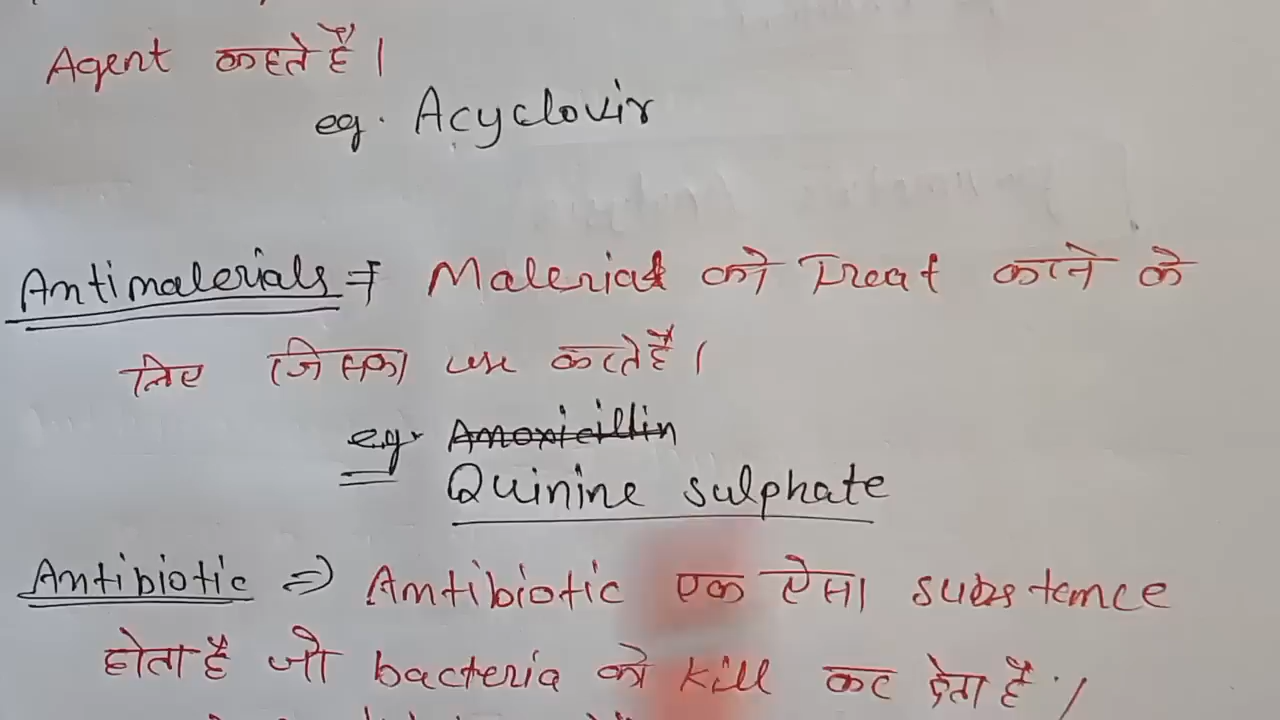 Agent कहते हैं।
eg. Acyclovir
Antimalerials ⇒ Maleria को Treat करने के
लिए जिसका use करते हैं।
eg. Amoxicillin
Quinine sulphate
Antibiotic ⇒ Antibiotic एक ऐसा substance
होता है जो bacteria को kill कर देता है।